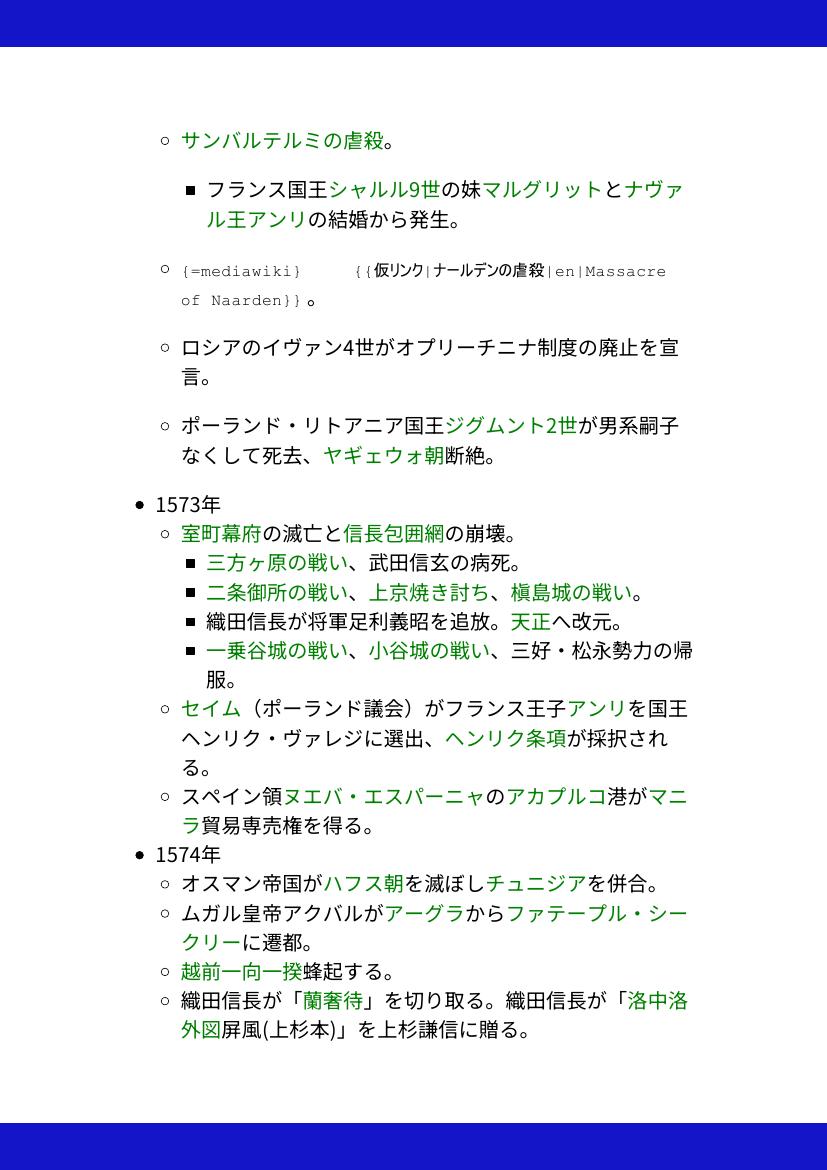 サンバルテルミの虐殺。
フランス国王シャルル9世の妹マルグリットとナヴァ
ル王アンリの結婚から発生。
{=mediawiki} {{仮リンク|ナールデンの虐殺|en|Massacre
of Naarden}}。
ロシアのイヴァン4世がオプリーチニナ制度の廃止を宣
言。
ポーランド・リトアニア国王ジグムント2世が男系嗣子
なくして死去、ヤギェウォ朝断絶。
1573年
室町幕府の滅亡と信長包囲網の崩壊。
三方ヶ原の戦い、武田信玄の病死。
二条御所の戦い、上京焼き討ち、槇島城の戦い。
織田信長が将軍足利義昭を追放。天正へ改元。
一乗谷城の戦い、小谷城の戦い、三好・松永勢力の帰
服。
セイム（ポーランド議会）がフランス王子アンリを国王
ヘンリク・ヴァレジに選出、ヘンリク条項が採択され
る。
スペイン領ヌエバ・エスパーニャのアカプルコ港がマニ
ラ貿易専売権を得る。
1574年
オスマン帝国がハフス朝を滅ぼしチュニジアを併合。
ムガル皇帝アクバルがアーグラからファテープル・シー
クリーに遷都。
越前一向一揆蜂起する。
織田信長が「蘭奢待」を切り取る。織田信長が「洛中洛
外図屏風(上杉本)」を上杉謙信に贈る。